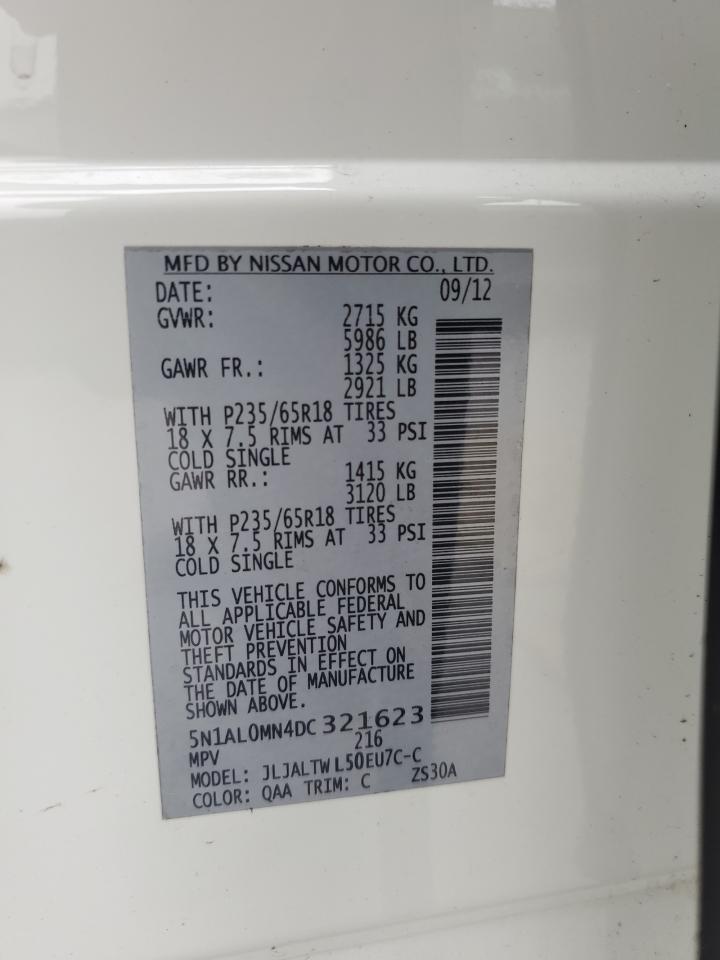 MFD BY NISSAN MOTOR CO., LTD.
DATE: 09/12
GVWR: 2715 KG
5986 LB
GAWR FR.: 1325 KG
2921 LB
WITH P235/65R18 TIRES
18 X 7.5 RIMS AT 33 PSI
COLD SINGLE
GAWR RR.: 1415 KG
3120 LB
WITH P235/65R18 TIRES
18 X 7.5 RIMS AT 33 PSI
COLD SINGLE
THIS VEHICLE CONFORMS TO
ALL APPLICABLE FEDERAL
MOTOR VEHICLE SAFETY AND
THEFT PREVENTION
STANDARDS IN EFFECT ON
THE DATE OF MANUFACTURE
SHOWN ABOVE.
5N1AL0MN4DC 321623
MPV 216
MODEL: JLJALTWL50EU7C-C
COLOR: QAA TRIM: C ZS30A